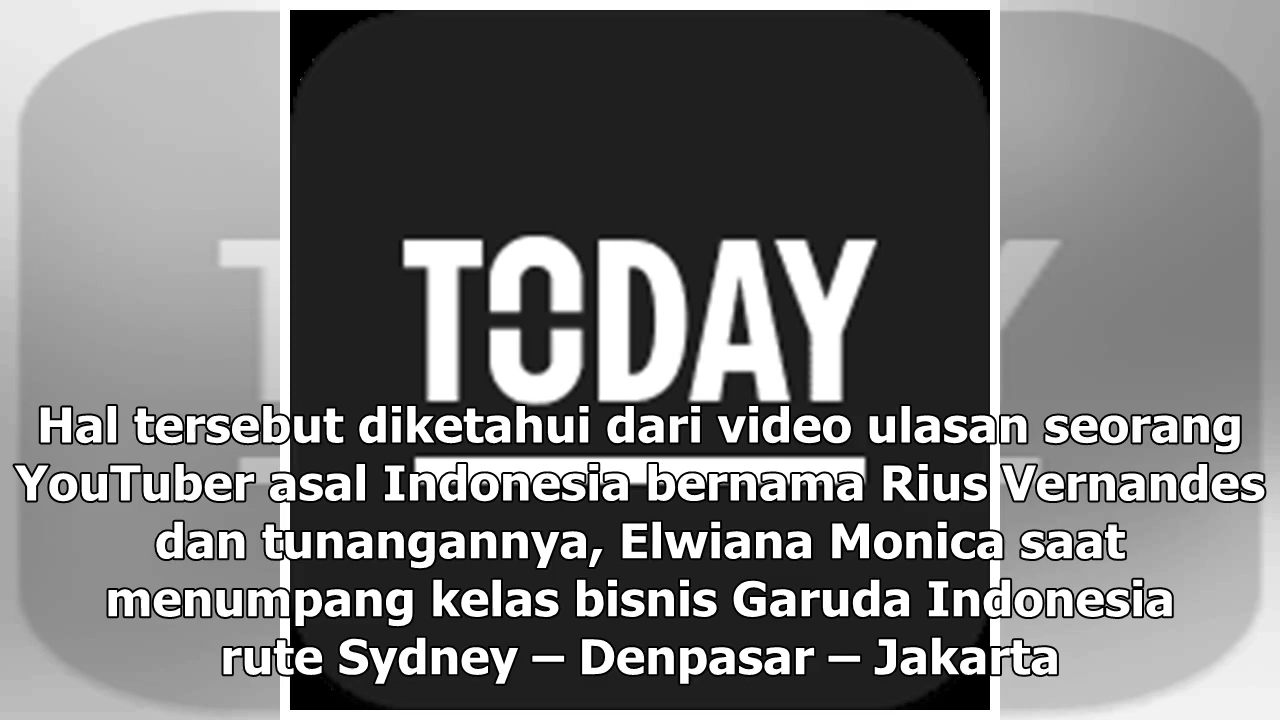 TODAY
Hal tersebut diketahui dari video ulasan seorang
YouTuber asal Indonesia bernama Rius Vernandes
dan tunangannya, Elwiana Monica saat
menumpang kelas bisnis Garuda Indonesia
rute Sydney – Denpasar – Jakarta